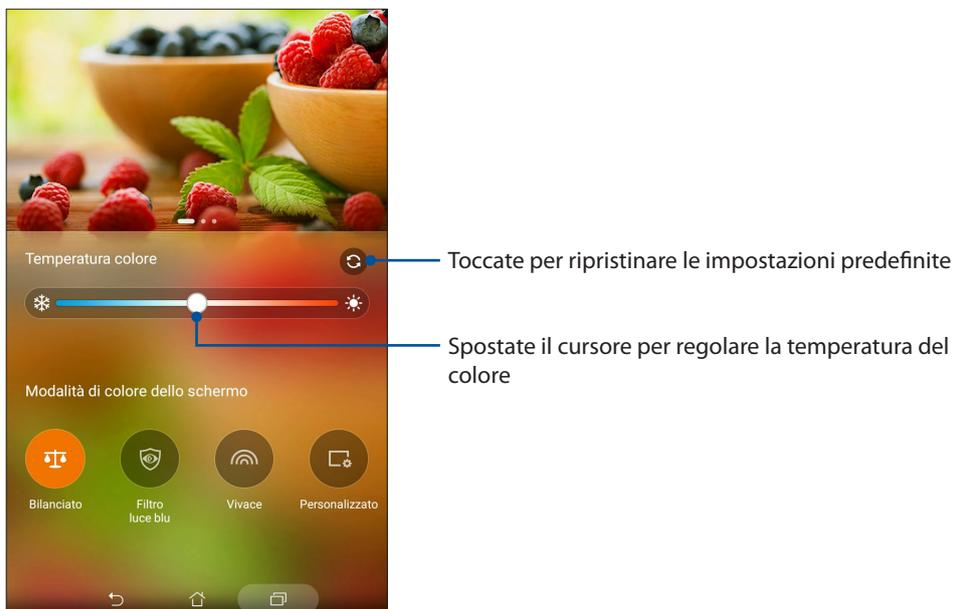 Temperatura colore
Toccate per ripristinare le impostazioni predefinite
Spostate il cursore per regolare la temperatura del
colore
Modalità di colore dello schermo
Bilanciato
Filtro
luce blu
Vivace
Personalizzato